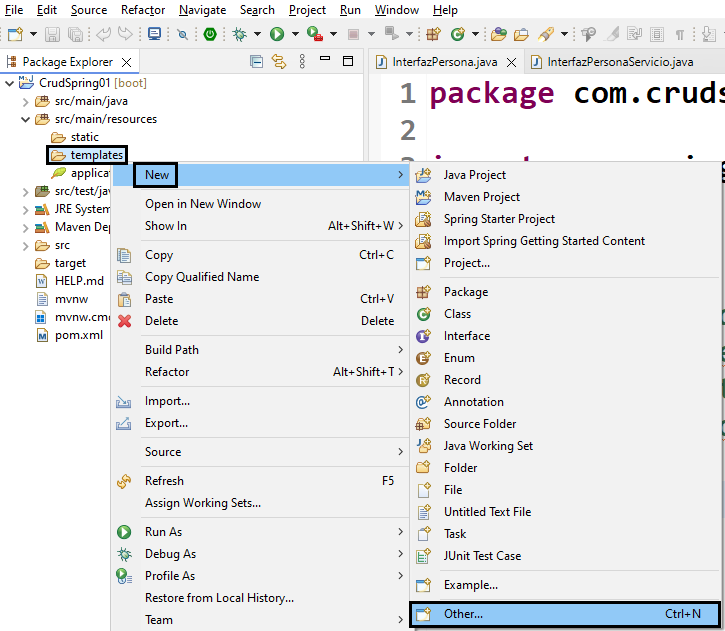 File Edit Source Refactor Navigate Search Project Run Window Help
Package Explorer
InterfazPersona.java
InterfazPersonaServicio.java
CrudSpring01 [boot]
src/main/java
src/main/resources
static
templates
applica
src/test/jav
JRE System
Maven De
src
target
HELP.md
mvnw
mvnw.cmd
pom.xml
1 package com.cruds
2
New
Open in New Window
Show In Alt+Shift+W
Copy Ctrl+C
Copy Qualified Name
Paste Ctrl+V
Delete Delete
Build Path
Refactor Alt+Shift+T
Import...
Export...
Source
Refresh F5
Assign Working Sets...
Run As
Debug As
Profile As
Restore from Local History...
Team
Java Project
Maven Project
Spring Starter Project
Import Spring Getting Started Content
Project...
Package
Class
Interface
Enum
Record
Annotation
Source Folder
Java Working Set
Folder
File
Untitled Text File
Task
JUnit Test Case
Example...
Other... Ctrl+N